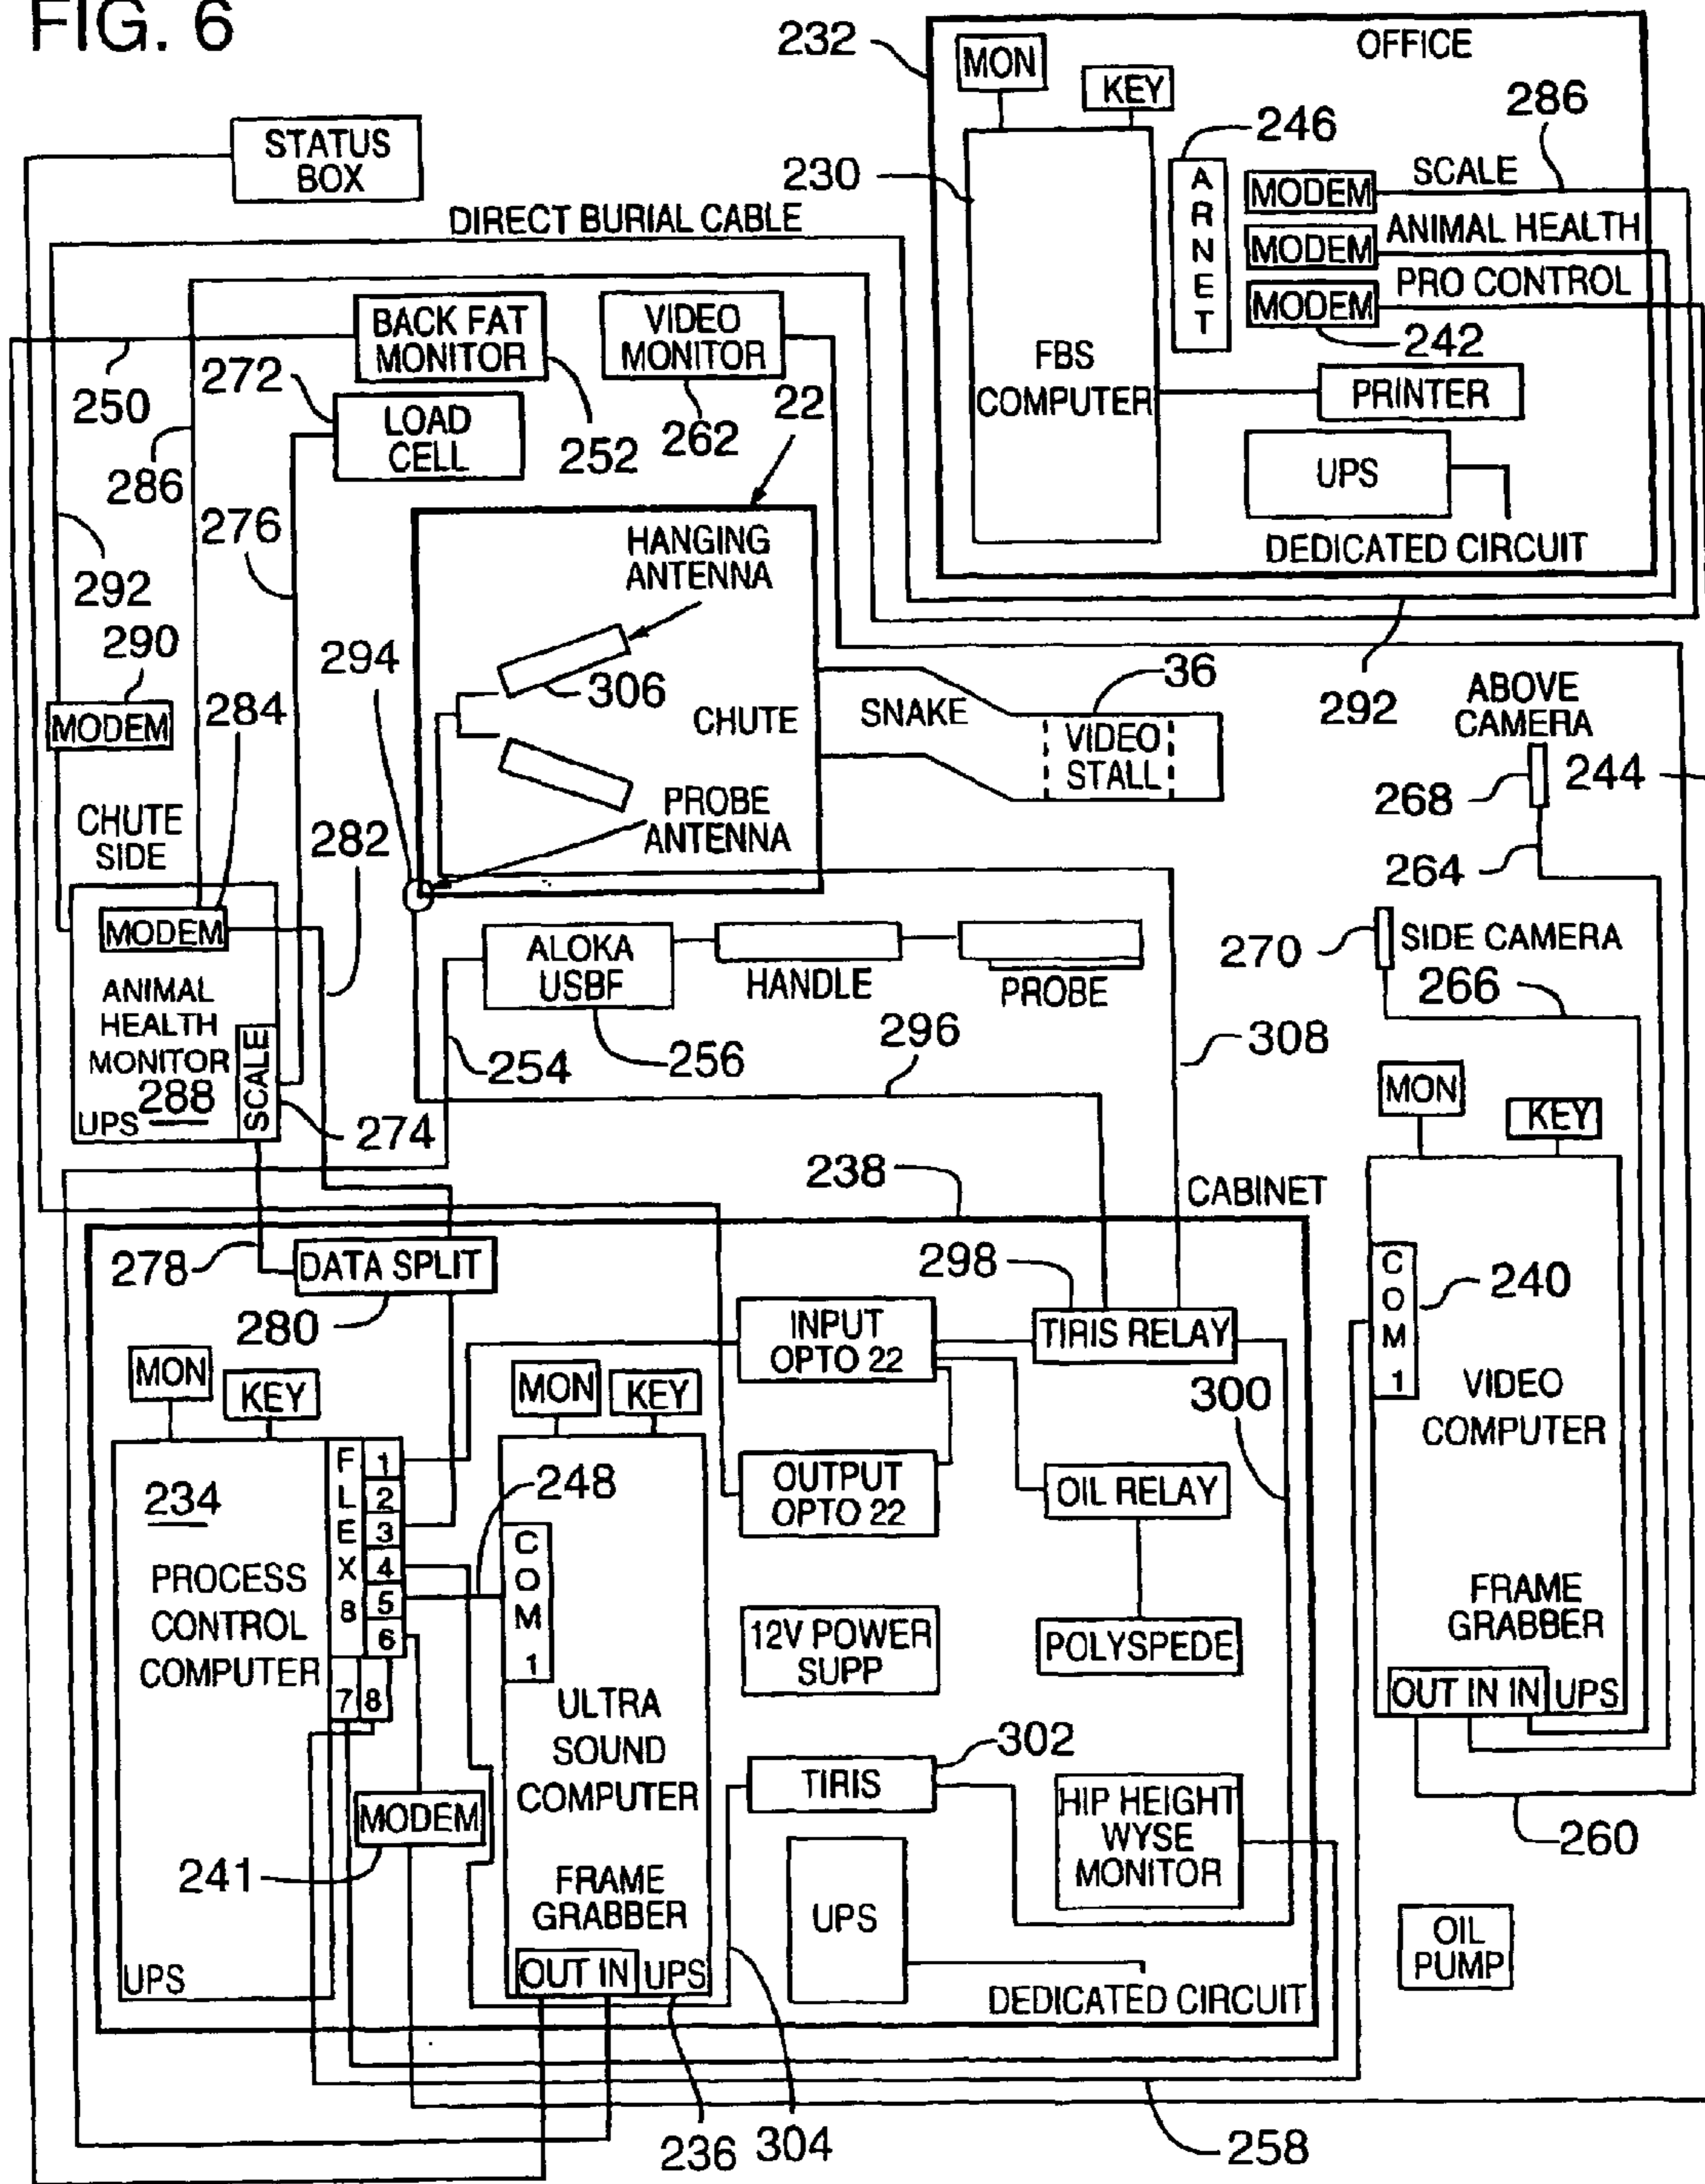 FIG. 6
232
MON
KEY
OFFICE
286
246
STATUS
BOX
230
A
R
N
E
T
MODEM
SCALE
MODEM
ANIMAL HEALTH
MODEM
PRO CONTROL
242
DIRECT BURIAL CABLE
FBS
COMPUTER
PRINTER
UPS
DEDICATED CIRCUIT
BACK FAT
MONITOR
VIDEO
MONITOR
250
272
LOAD
CELL
252
262
22
286
276
292
HANGING
ANTENNA
290
294
306
CHUTE
SNAKE
36
VIDEO
STALL
292
ABOVE
CAMERA
268
244
264
MODEM
284
CHUTE
SIDE
282
PROBE
ANTENNA
MODEM
ANIMAL
HEALTH
MONITOR
288
UPS
SCALE
274
ALOKA
USBF
HANDLE
PROBE
254
256
296
308
270
SIDE CAMERA
266
MON
KEY
238
CABINET
278
DATA SPLIT
280
298
INPUT
OPTO 22
TIRIS RELAY
300
C
O
M
1
240
VIDEO
COMPUTER
MON
KEY
MON
KEY
234
PROCESS
CONTROL
COMPUTER
F
L
E
X
8
1
2
3
4
5
6
7 8
248
C
O
M
1
OUTPUT
OPTO 22
OIL RELAY
12V POWER
SUPP
POLYSPEDE
FRAME
GRABBER
OUT IN IN UPS
ULTRA
SOUND
COMPUTER
302
TIRIS
HIP HEIGHT
WYSE
MONITOR
260
MODEM
241
FRAME
GRABBER
UPS
OUT IN UPS
UPS
DEDICATED CIRCUIT
OIL
PUMP
236
304
258